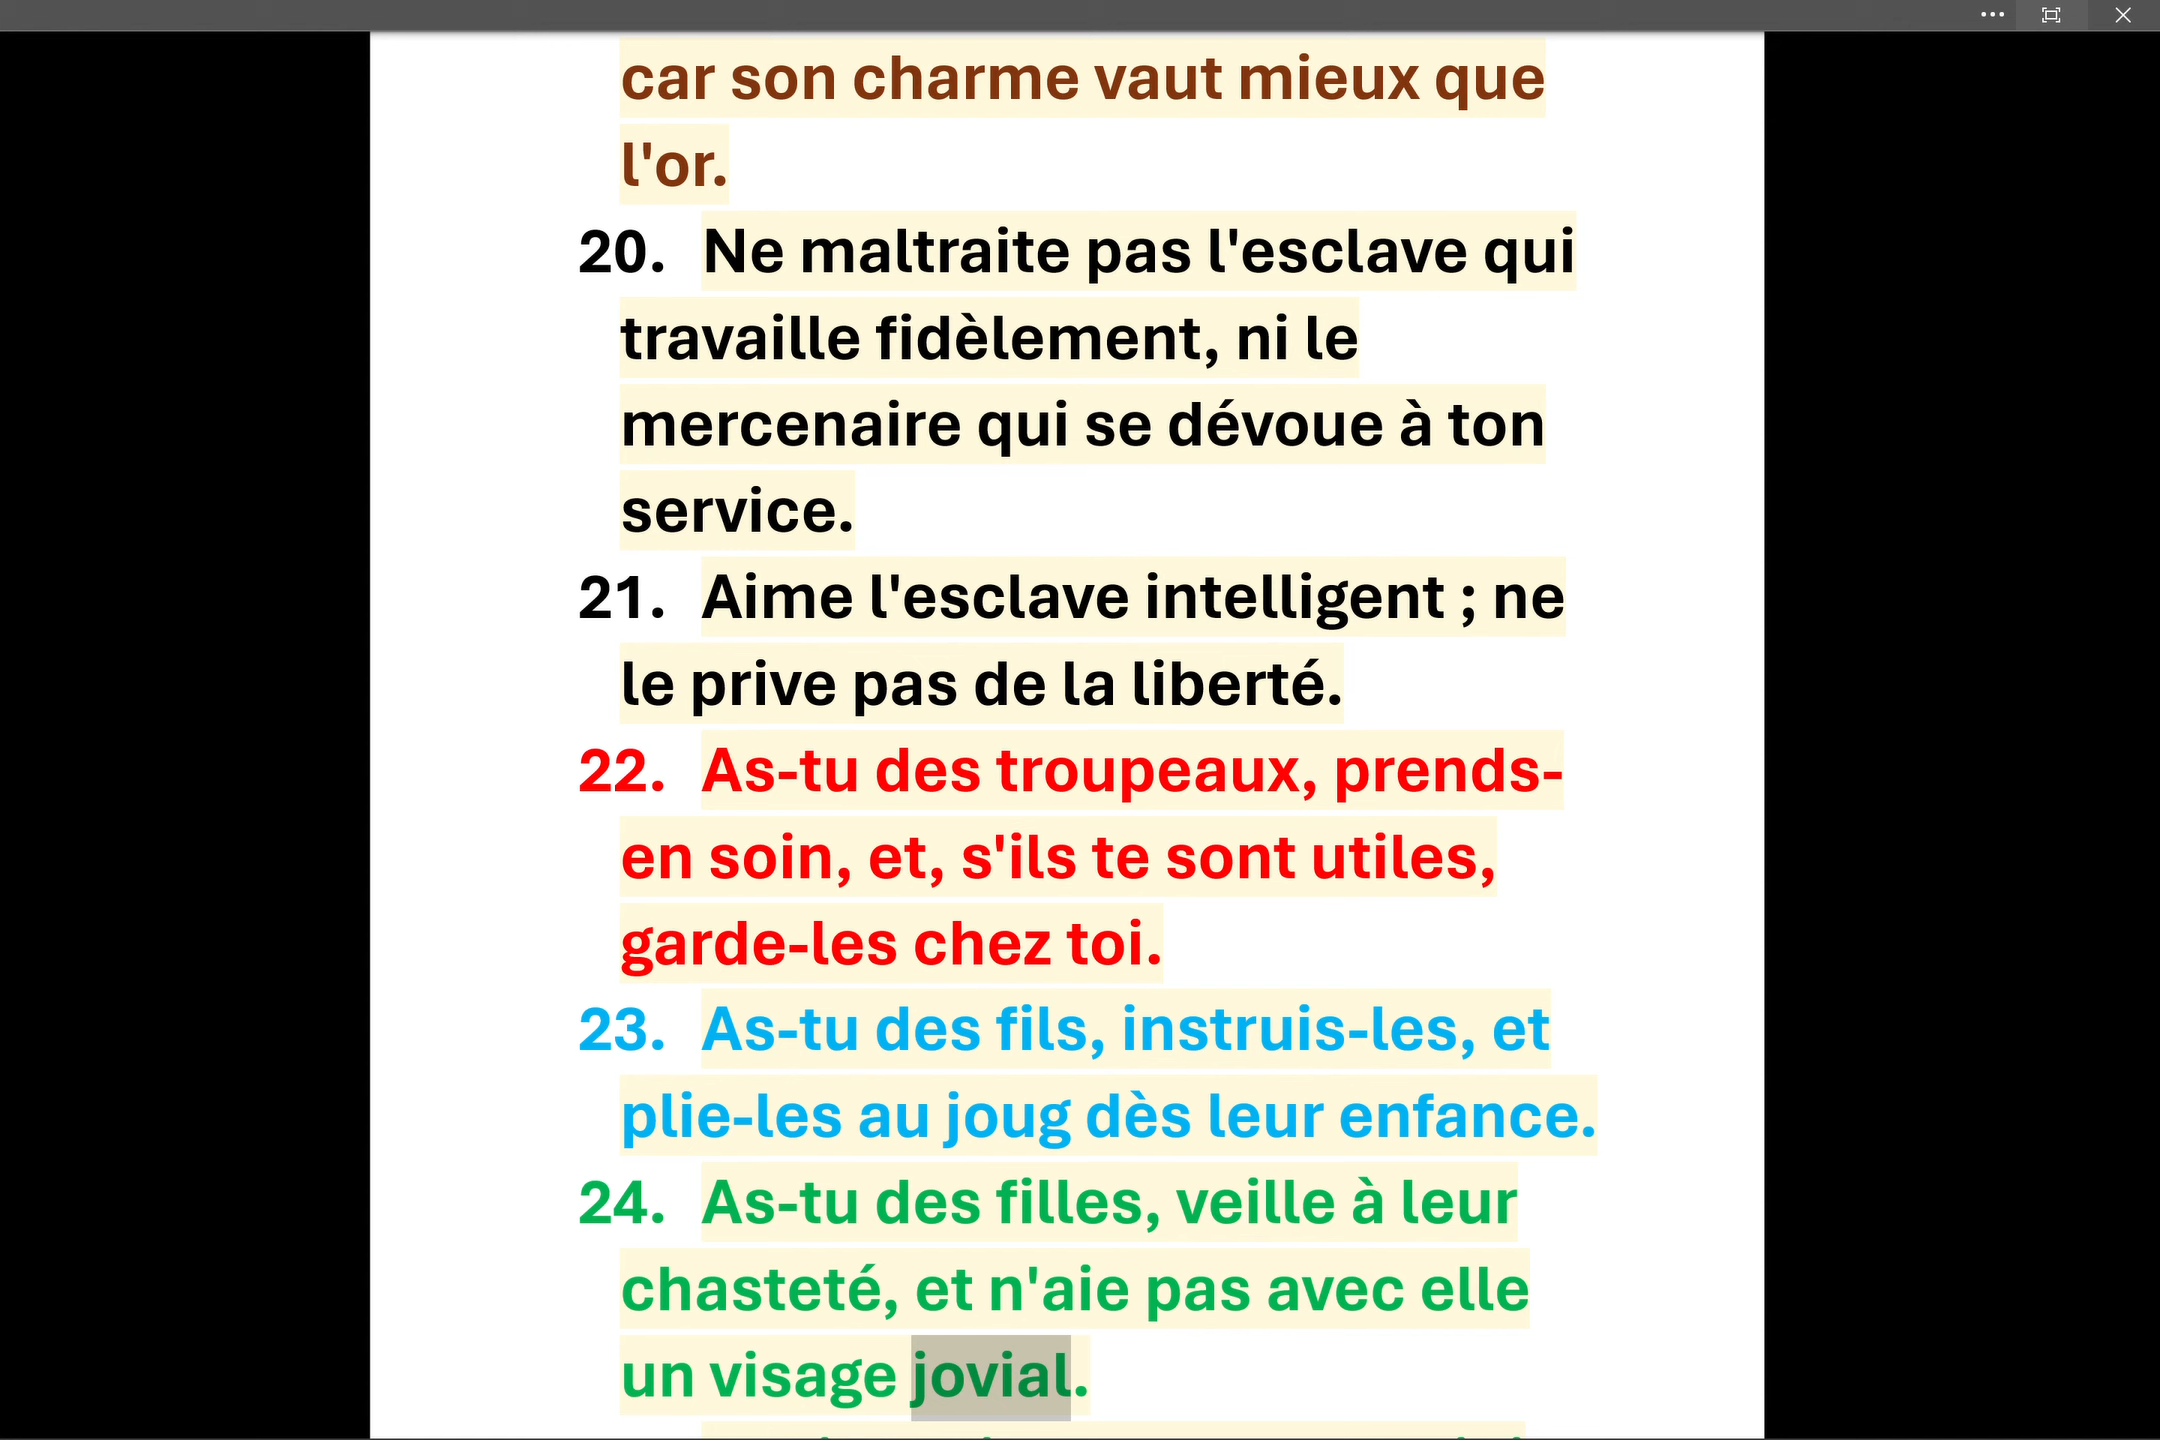 car son charme vaut mieux que
l'or.
20. Ne maltraite pas l'esclave qui
travaille fidèlement, ni le
mercenaire qui se dévoue à ton
service.
21. Aime l'esclave intelligent ; ne
le prive pas de la liberté.
22. As-tu des troupeaux, prends-
en soin, et, s'ils te sont utiles,
garde-les chez toi.
23. As-tu des fils, instruis-les, et
plie-les au joug dès leur enfance.
24. As-tu des filles, veille à leur
chasteté, et n'aie pas avec elle
un visage jovial.